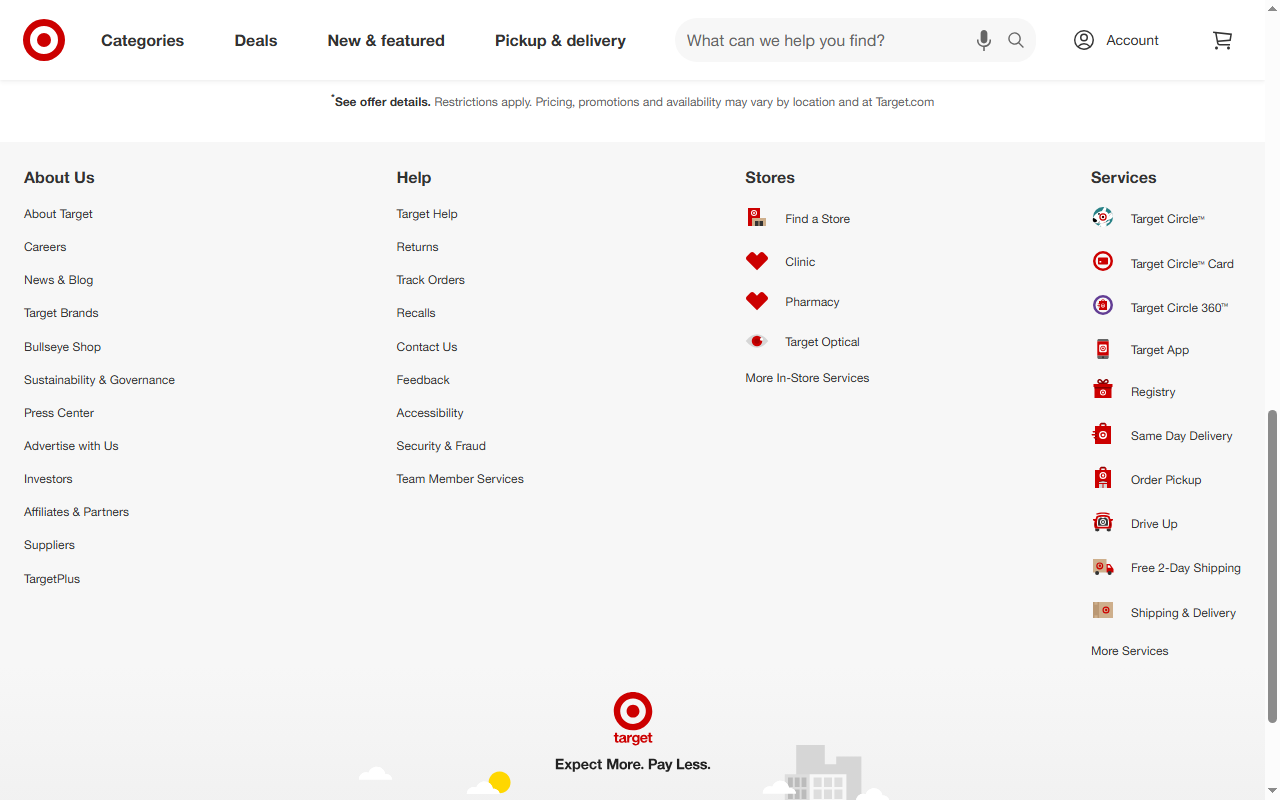 Categories
Deals
New & featured
Pickup & delivery
What can we help you find?
Account
*See offer details. Restrictions apply. Pricing, promotions and availability may vary by location and at Target.com
About Us
About Target
Careers
News & Blog
Target Brands
Bullseye Shop
Sustainability & Governance
Press Center
Advertise with Us
Investors
Affiliates & Partners
Suppliers
TargetPlus
Help
Target Help
Returns
Track Orders
Recalls
Contact Us
Feedback
Accessibility
Security & Fraud
Team Member Services
Stores
Find a Store
Clinic
Pharmacy
Target Optical
More In-Store Services
Services
Target Circle™
Target Circle™ Card
Target Circle 360™
Target App
Registry
Same Day Delivery
Order Pickup
Drive Up
Free 2-Day Shipping
Shipping & Delivery
More Services
target
Expect More. Pay Less.